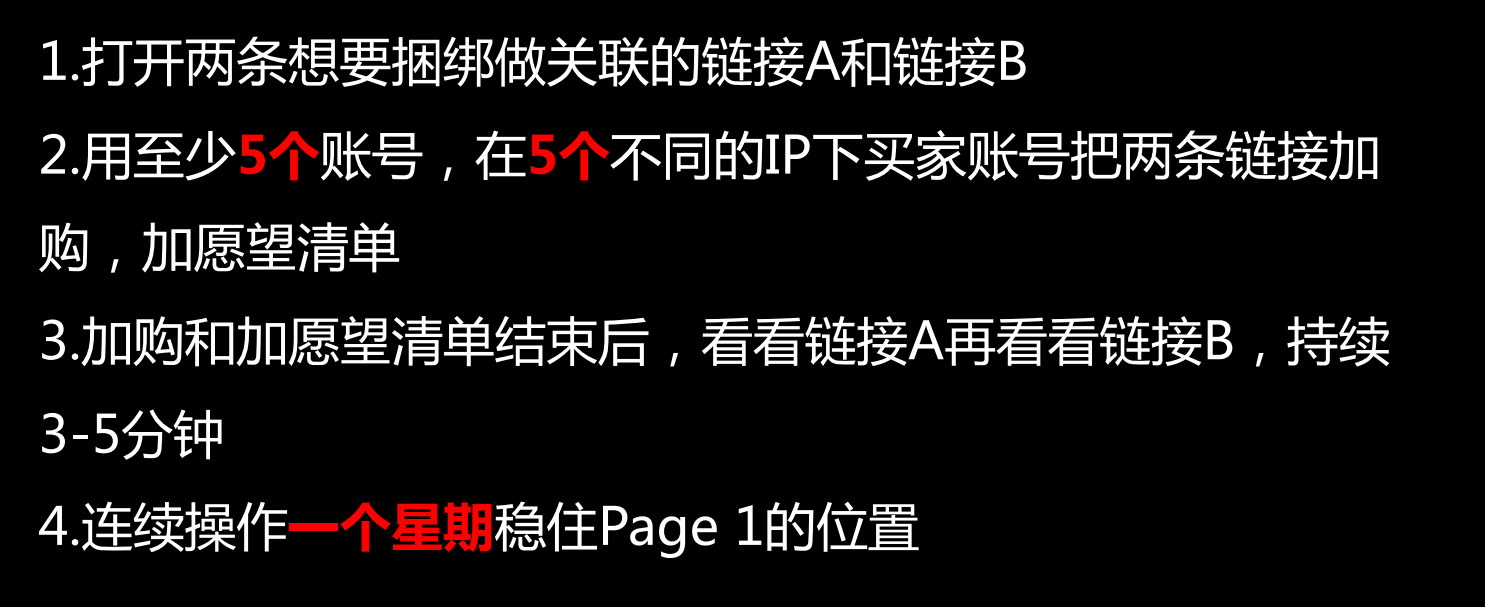 1.打开两条想要捆绑做关联的链接A和链接B
2.用至少5个账号，在5个不同的IP下买家账号把两条链接加
购，加愿望清单
3.加购和加愿望清单结束后，看看链接A再看看链接B，持续
3-5分钟
4.连续操作一个星期稳住Page 1的位置